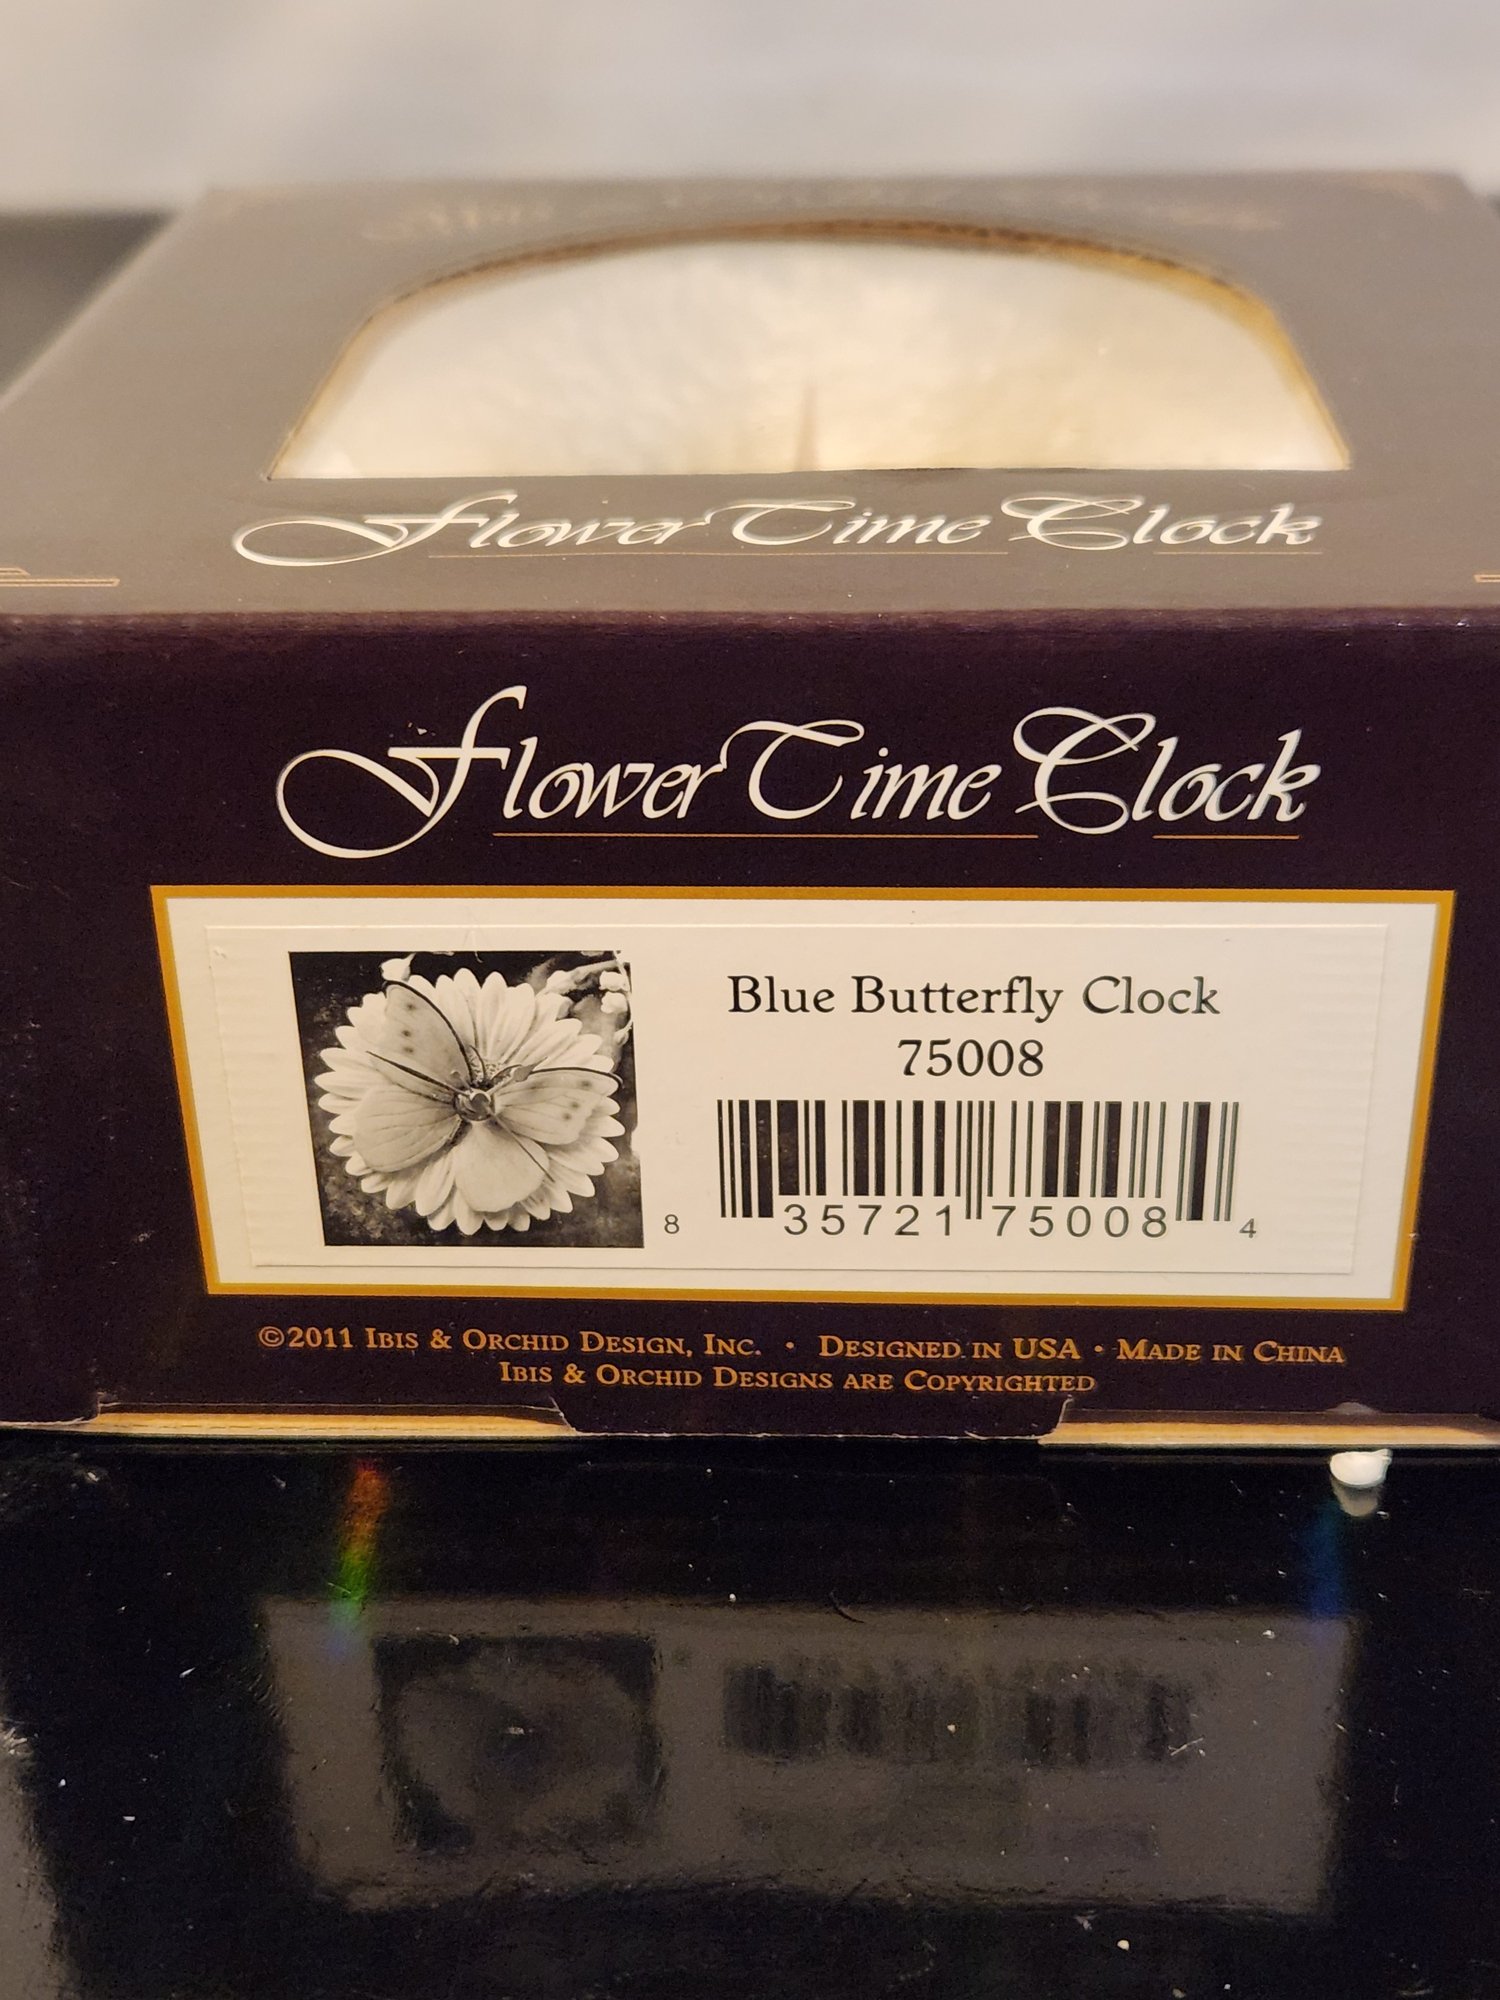 Flower Time Clock
Flower Time Clock
Blue Butterfly Clock
75008
8 35721 75008 4
©2011 Ibis & Orchid Design, Inc. • Designed in USA • Made in China
Ibis & Orchid Designs are Copyrighted